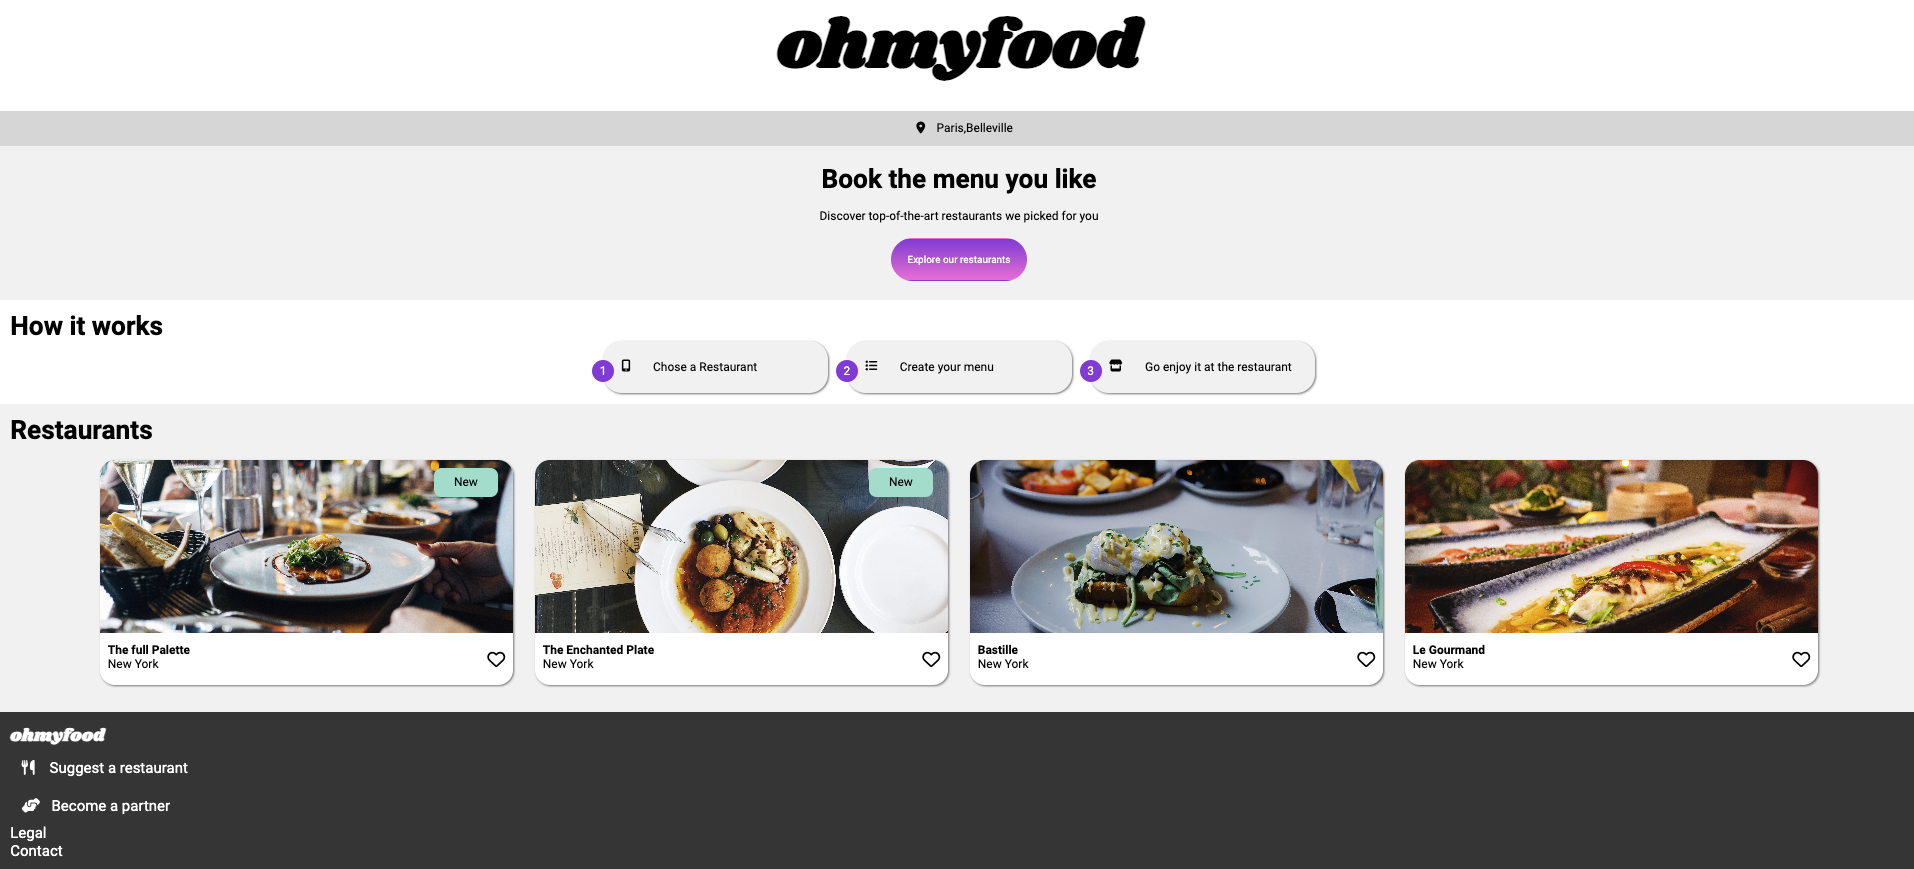 ohmyfood
Paris,Belleville
Book the menu you like
Discover top-of-the-art restaurants we picked for you
Explore our restaurants
How it works
1 Chose a Restaurant
2 Create your menu
3 Go enjoy it at the restaurant
Restaurants
New
The full Palette
New York
New
The Enchanted Plate
New York
Bastille
New York
Le Gourmand
New York
ohmyfood
Suggest a restaurant
Become a partner
Legal
Contact